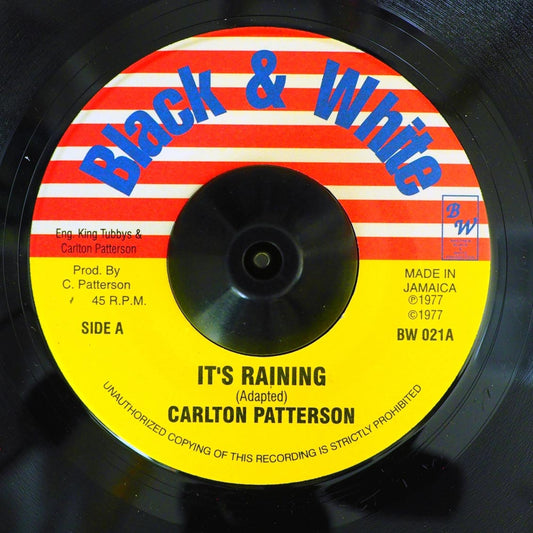 Black & White
B
W
Eng. King Tubbys &
Carlton Patterson
Prod. By
C. Patterson
45 R.P.M.
SIDE A
MADE IN
JAMAICA
℗1977
©1977
BW 021A
IT'S RAINING
(Adapted)
CARLTON PATTERSON
UNAUTHORIZED COPYING OF THIS RECORDING IS STRICTLY PROHIBITED